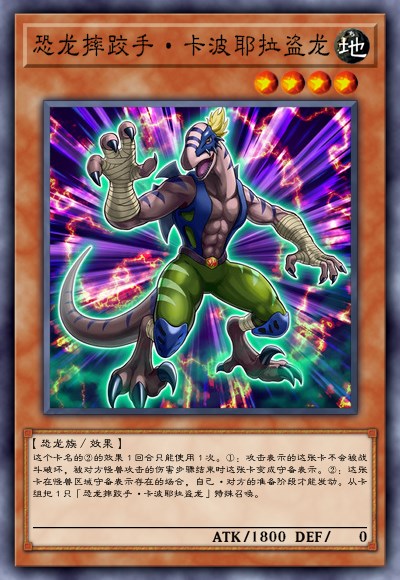 恐龙摔跤手・卡波耶拉盗龙
地
【恐龙族／效果】
这个卡名的②的效果1回合只能使用1次。①：攻击表示的这张卡不会被战
斗破坏，被对方怪兽攻击的伤害步骤结束时这张卡变成守备表示。②：这张
卡在怪兽区域守备表示存在的场合，自己・对方的准备阶段才能发动。从卡
组把1只「恐龙摔跤手・卡波耶拉盗龙」特殊召唤。
ATK/1800 DEF/ 0